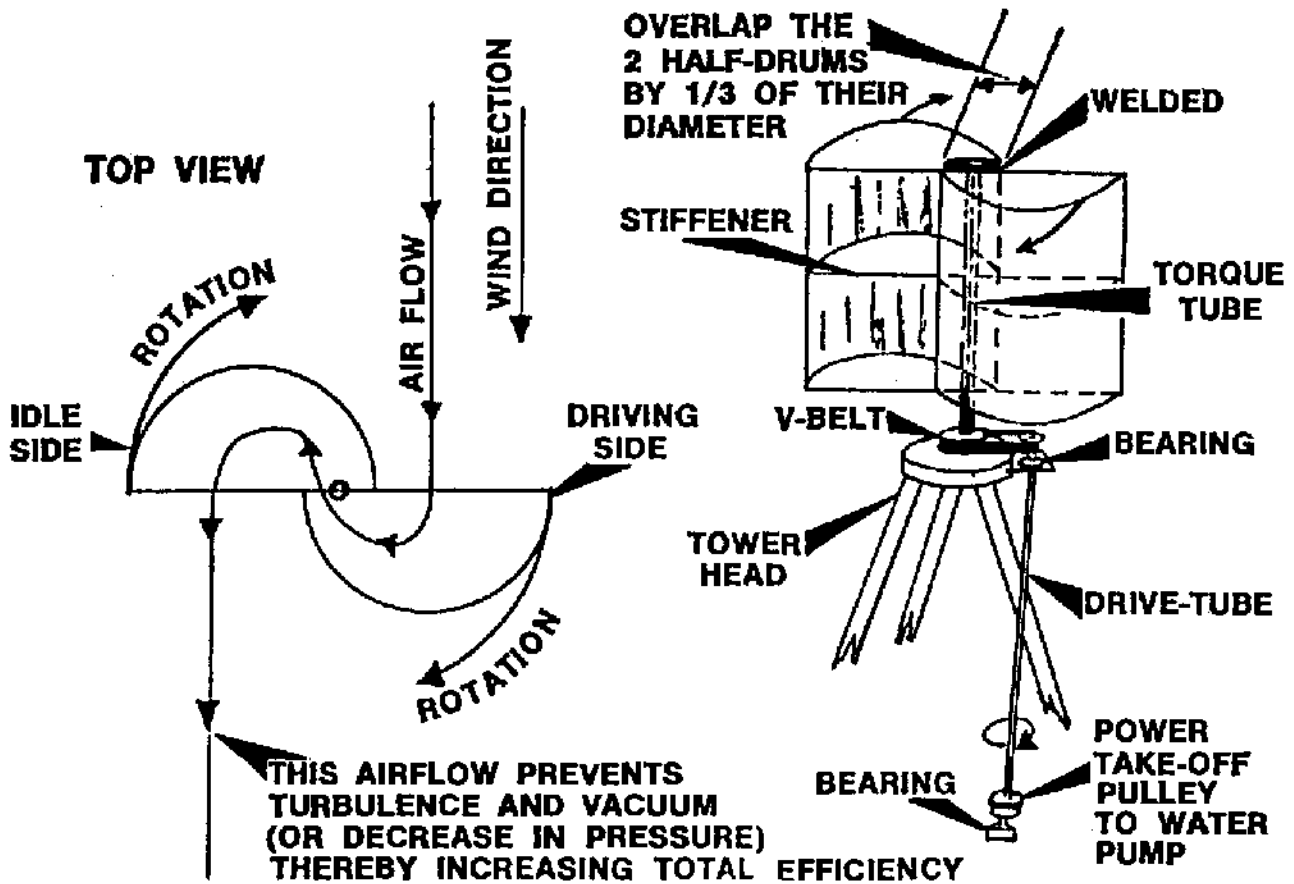 TOP VIEW
WIND DIRECTION
AIR FLOW
ROTATION
IDLE
SIDE
DRIVING
SIDE
ROTATION
THIS AIRFLOW PREVENTS
TURBULENCE AND VACUUM
(OR DECREASE IN PRESSURE)
THEREBY INCREASING TOTAL EFFICIENCY
OVERLAP THE
2 HALF-DRUMS
BY 1/3 OF THEIR
DIAMETER
WELDED
STIFFENER
TORQUE
TUBE
V-BELT
BEARING
TOWER
HEAD
DRIVE-TUBE
BEARING
POWER
TAKE-OFF
PULLEY
TO WATER
PUMP